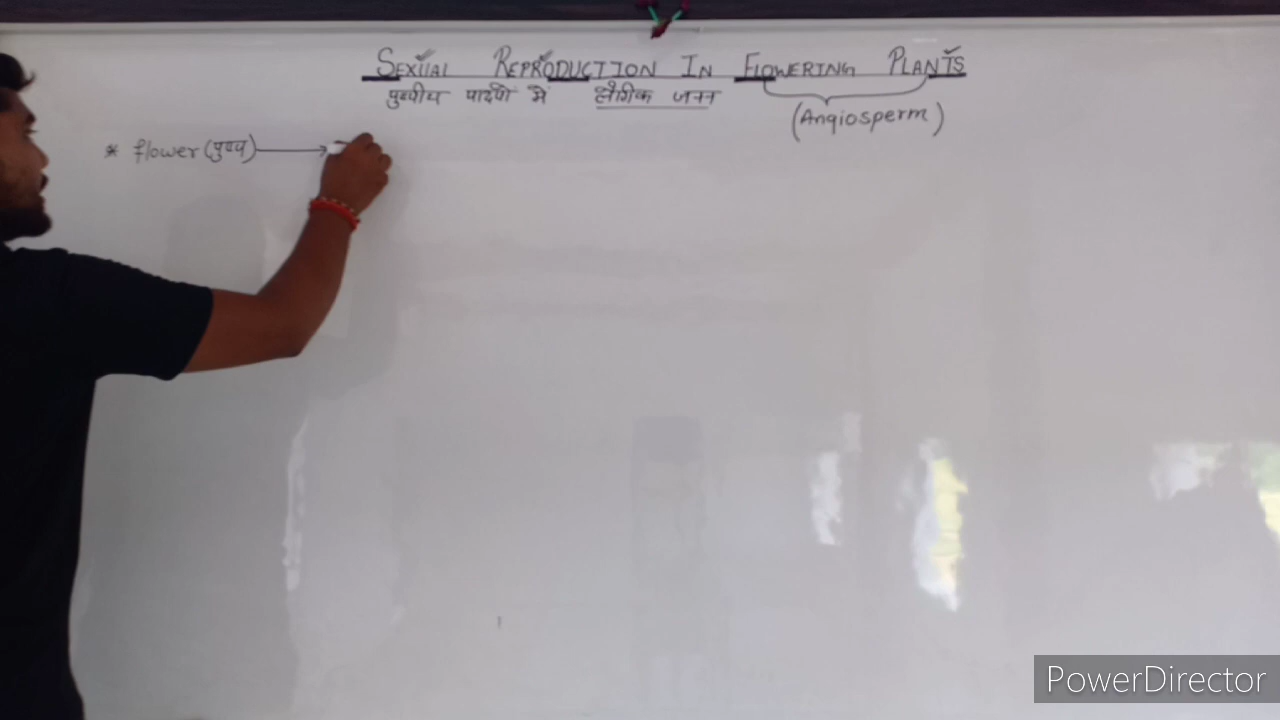 SEXUAL REPRODUCTION IN FLOWERING PLANTS
पुष्पीय पादपों में लैंगिक जनन
(Angiosperm)
* flower (पुष्प) →
PowerDirector